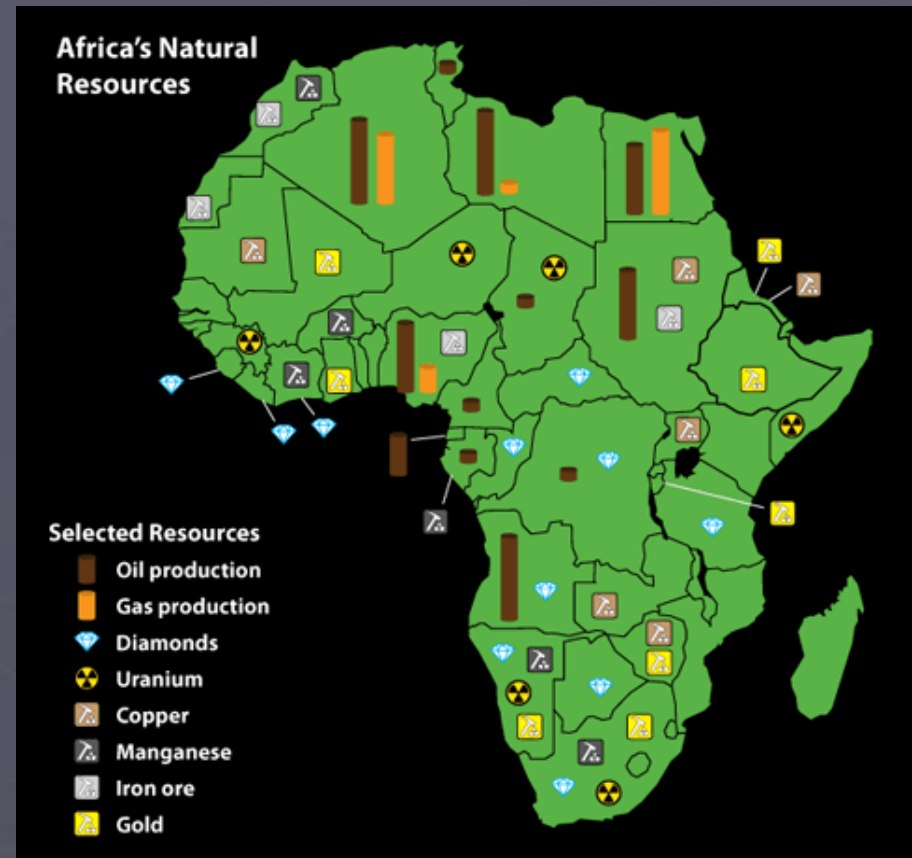 Africa's Natural
Resources
Selected Resources
Oil production
Gas production
Diamonds
Uranium
Copper
Manganese
Iron ore
Gold